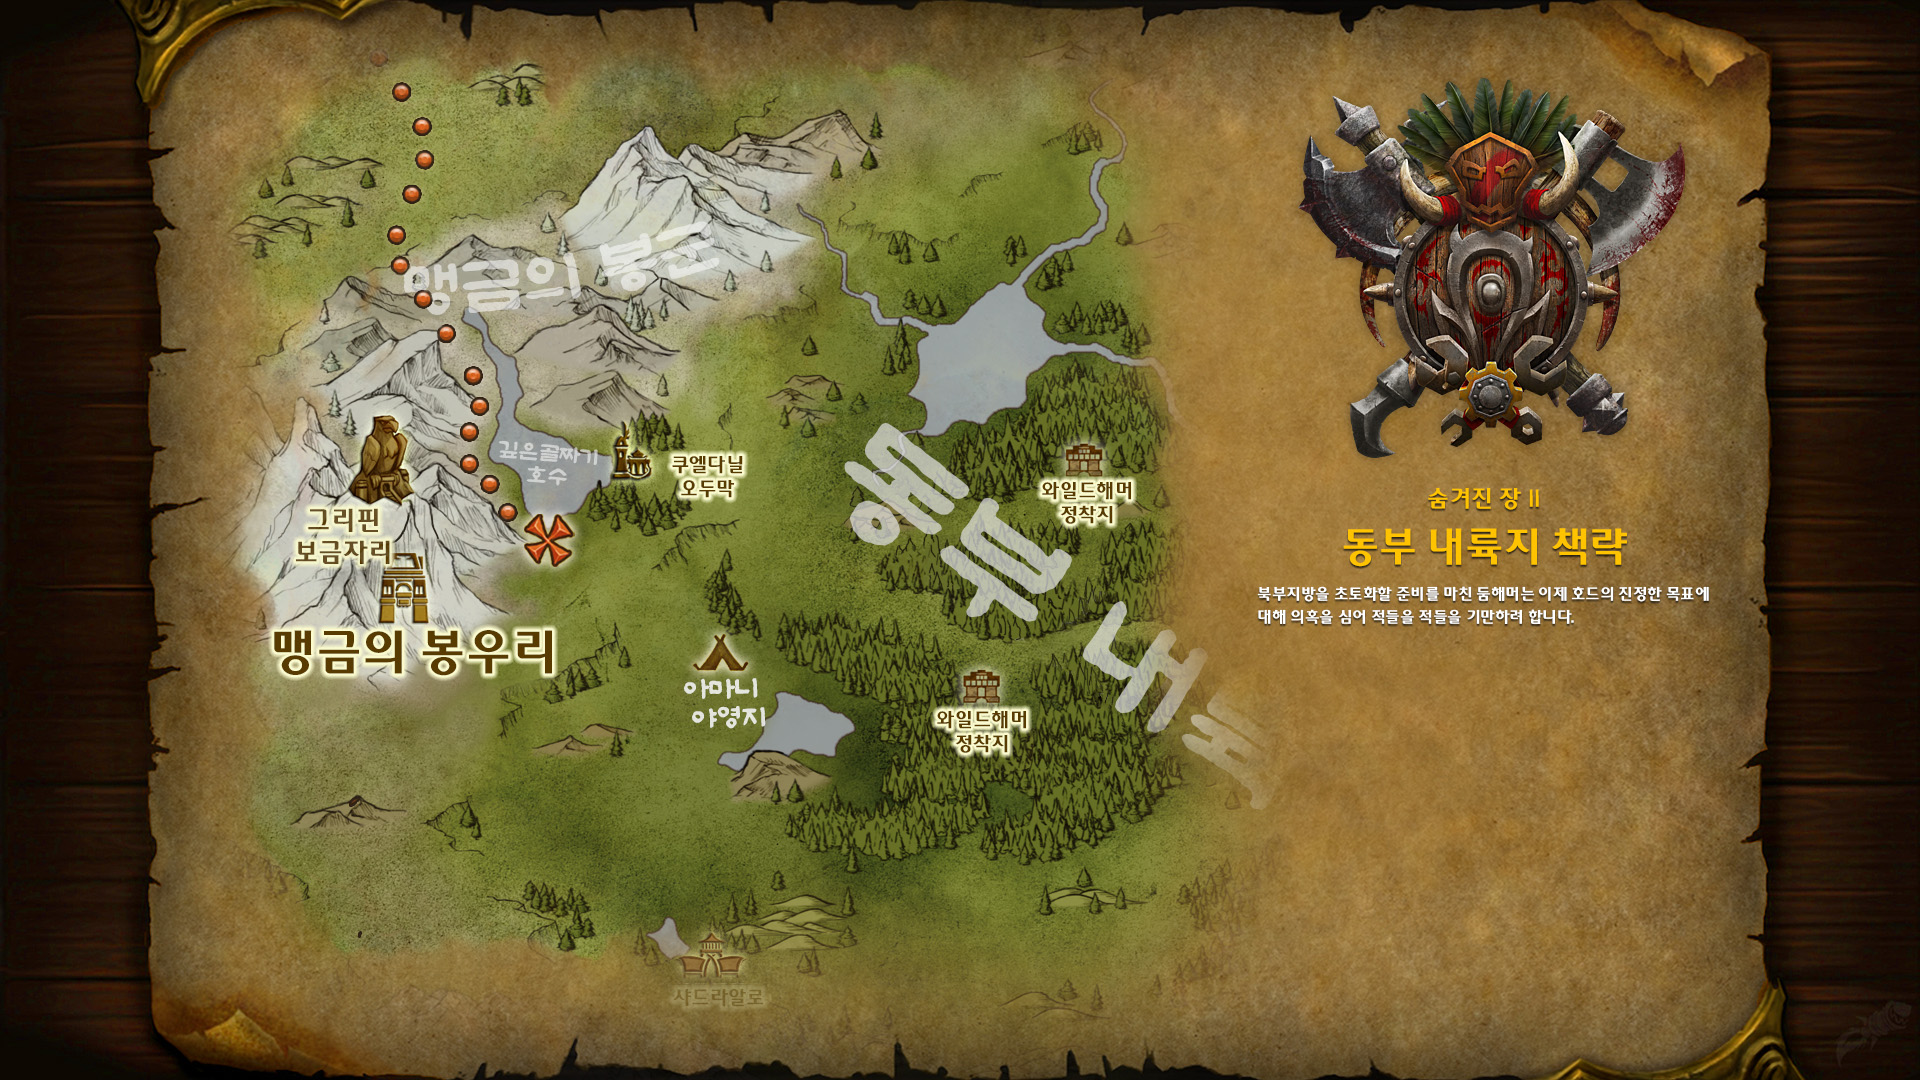 맹금의 봉군
깊은골짜기
호수
쿠엘다닐
오두막
와일드해머
정착지
그리핀
보금자리
맹금의 봉우리
아마니
야영지
와일드해머
정착지
샤드라알로
동부 내륙
숨겨진 장 II
동부 내륙지 책략
북부지방을 초토화할 준비를 마친 둠해머는 이제 호드의 진정한 목표에
대해 의혹을 심어 적들을 적들을 기만하려 합니다.